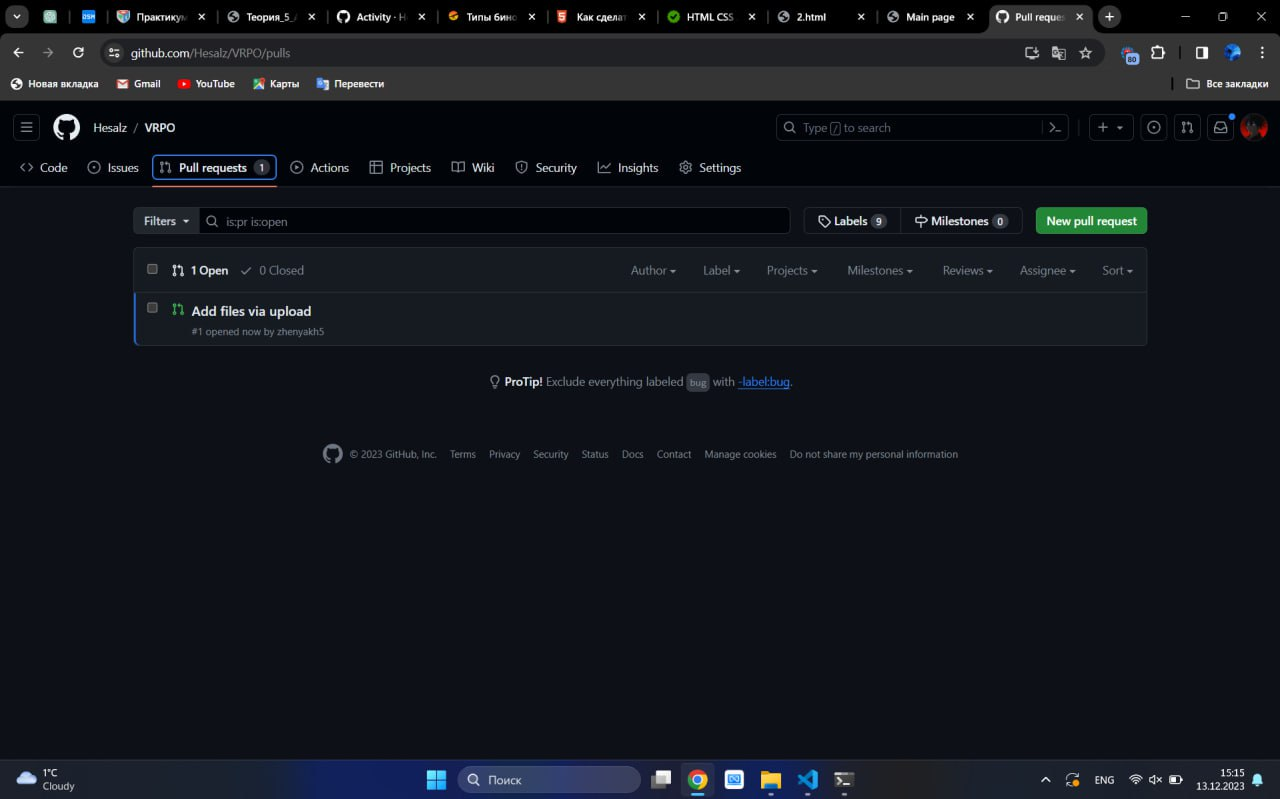 Практикум
Теория_5_
Activity · H
Типы бино
Как сделат
HTML CSS
2.html
Main page
Pull reques
github.com/Hesalz/VRPO/pulls
80
Новая вкладка
Gmail
YouTube
Карты
Перевести
Все закладки
Hesalz / VRPO
Type / to search
Code
Issues
Pull requests 1
Actions
Projects
Wiki
Security
Insights
Settings
Filters
is:pr is:open
Labels 9
Milestones 0
New pull request
1 Open
0 Closed
Author
Label
Projects
Milestones
Reviews
Assignee
Sort
Add files via upload
#1 opened now by zhenyakh5
ProTip! Exclude everything labeled bug with -label:bug.
© 2023 GitHub, Inc.
Terms
Privacy
Security
Status
Docs
Contact
Manage cookies
Do not share my personal information
1°C
Cloudy
Поиск
ENG
15:15
13.12.2023